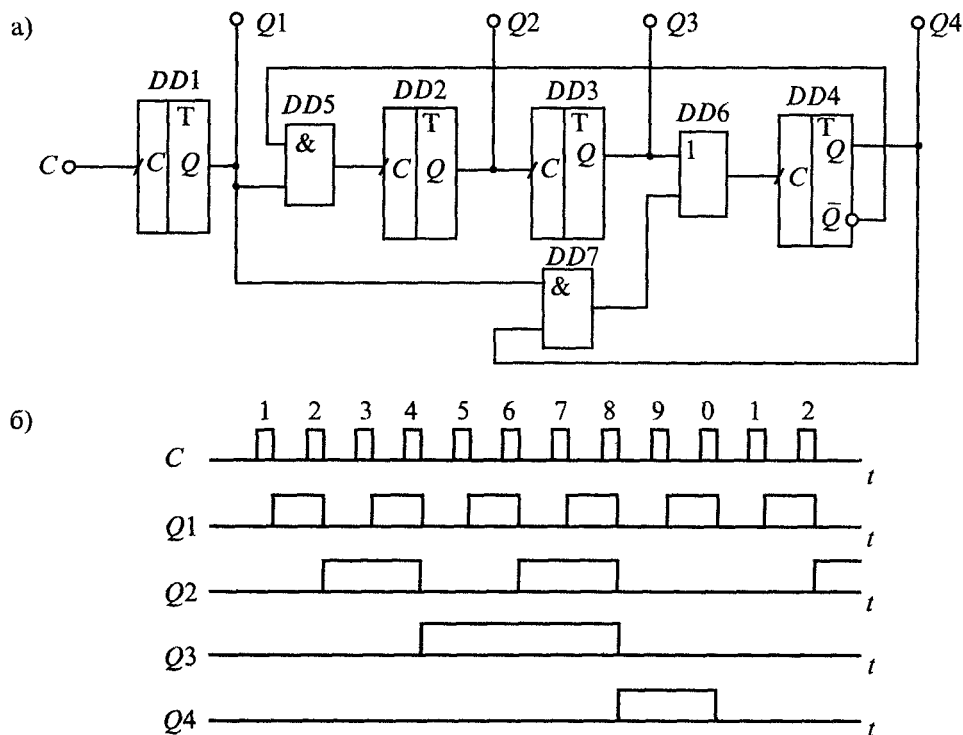 а)
Q1 Q2 Q3 Q4
DD1 DD5 DD2 DD3 DD6 DD4
C C T Q & C T Q C T Q 1 C T Q Q̄
DD7
&
б)
1 2 3 4 5 6 7 8 9 0 1 2
C t
Q1 t
Q2 t
Q3 t
Q4 t